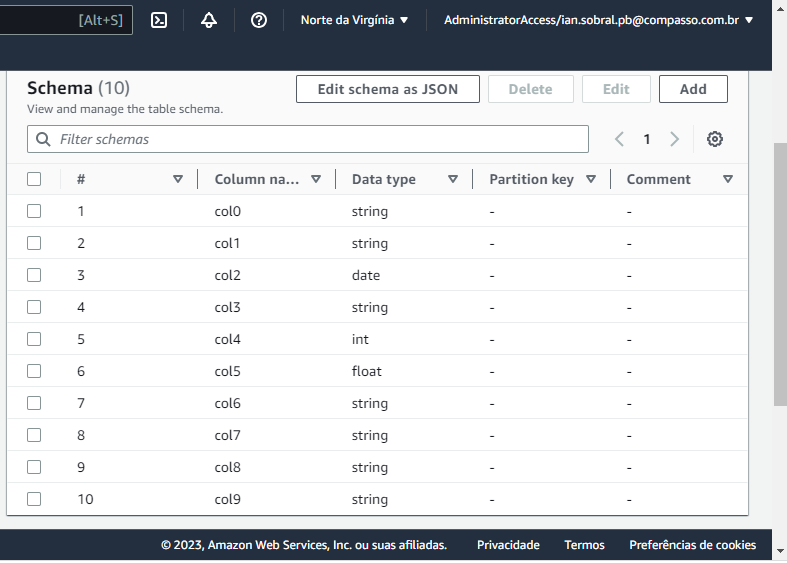 [Alt+S] Norte da Virgínia AdministratorAccess/ian.sobral.pb@compasso.com.br
Schema (10) Edit schema as JSON Delete Edit Add
View and manage the table schema.
Filter schemas 1
# Column na... Data type Partition key Comment
1 col0 string - -
2 col1 string - -
3 col2 date - -
4 col3 string - -
5 col4 int - -
6 col5 float - -
7 col6 string - -
8 col7 string - -
9 col8 string - -
10 col9 string - -
© 2023, Amazon Web Services, Inc. ou suas afiliadas. Privacidade Termos Preferências de cookies